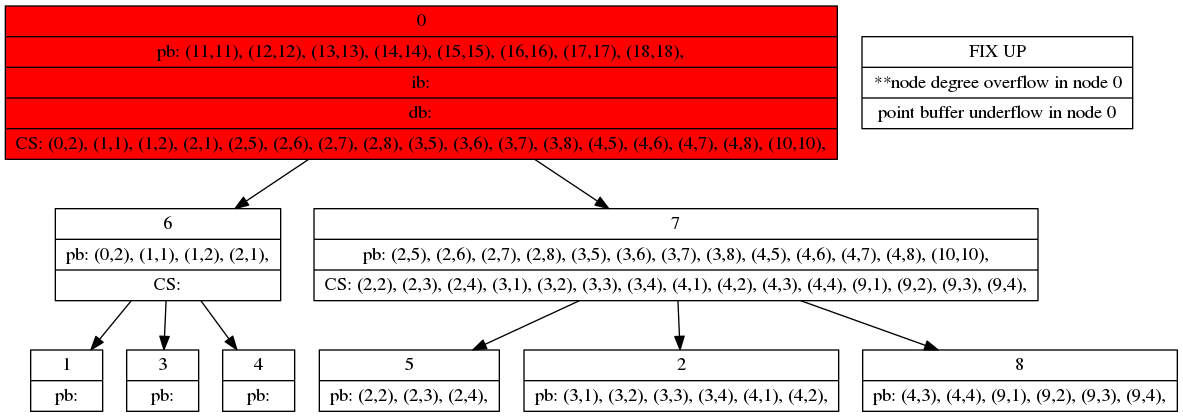 0
pb: (11,11), (12,12), (13,13), (14,14), (15,15), (16,16), (17,17), (18,18),
ib:
db:
CS: (0,2), (1,1), (1,2), (2,1), (2,5), (2,6), (2,7), (2,8), (3,5), (3,6), (3,7), (3,8), (4,5), (4,6), (4,7), (4,8), (10,10),
FIX UP
**node degree overflow in node 0
point buffer underflow in node 0
6
pb: (0,2), (1,1), (1,2), (2,1),
CS:
7
pb: (2,5), (2,6), (2,7), (2,8), (3,5), (3,6), (3,7), (3,8), (4,5), (4,6), (4,7), (4,8), (10,10),
CS: (2,2), (2,3), (2,4), (3,1), (3,2), (3,3), (3,4), (4,1), (4,2), (4,3), (4,4), (9,1), (9,2), (9,3), (9,4),
1
pb:
3
pb:
4
pb:
5
pb: (2,2), (2,3), (2,4),
2
pb: (3,1), (3,2), (3,3), (3,4), (4,1), (4,2),
8
pb: (4,3), (4,4), (9,1), (9,2), (9,3), (9,4),